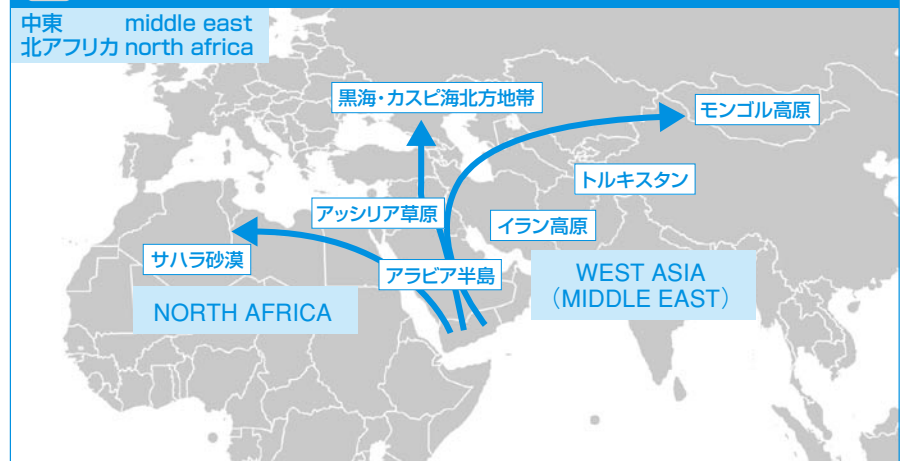 中東 middle east
北アフリカ north africa
黒海・カスピ海北方地帯
モンゴル高原
トルキスタン
アッシリア草原
イラン高原
サハラ砂漠
アラビア半島
WEST ASIA
（MIDDLE EAST）
NORTH AFRICA